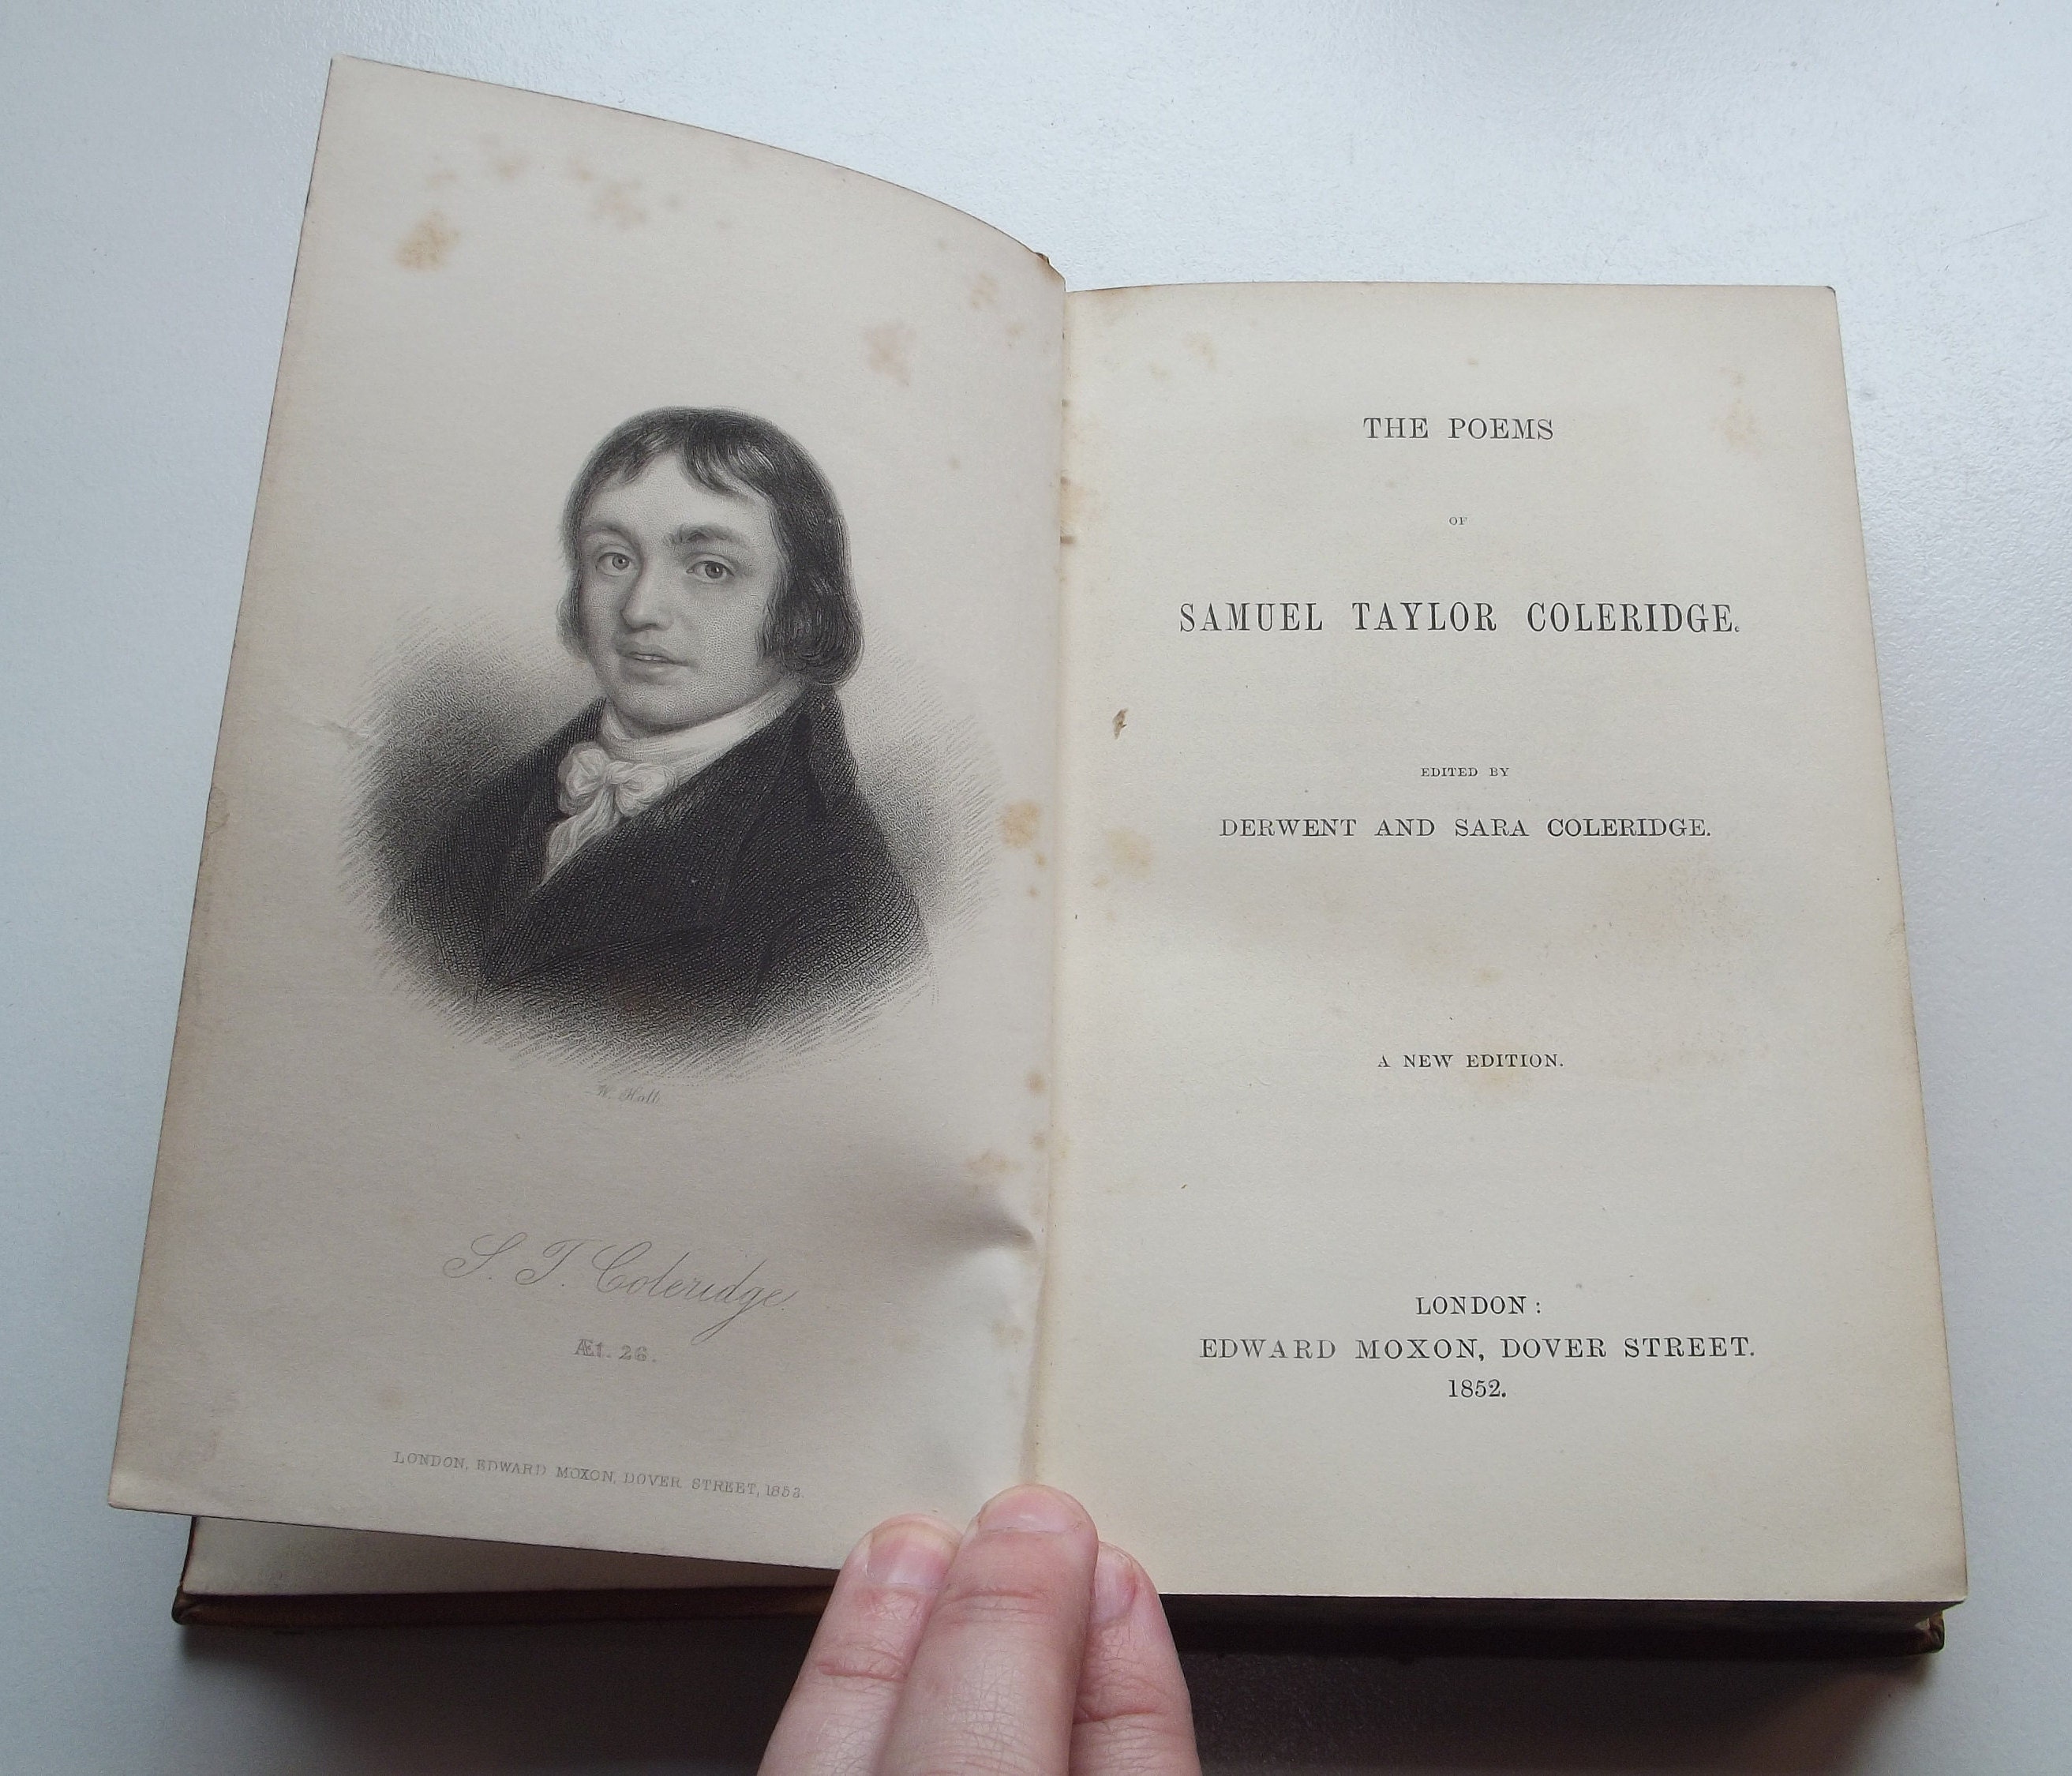 W. Holl
S. T. Coleridge.
Æt. 26.
LONDON, EDWARD MOXON, DOVER STREET, 1852.
THE POEMS
OF
SAMUEL TAYLOR COLERIDGE.
EDITED BY
DERWENT AND SARA COLERIDGE.
A NEW EDITION.
LONDON:
EDWARD MOXON, DOVER STREET.
1852.